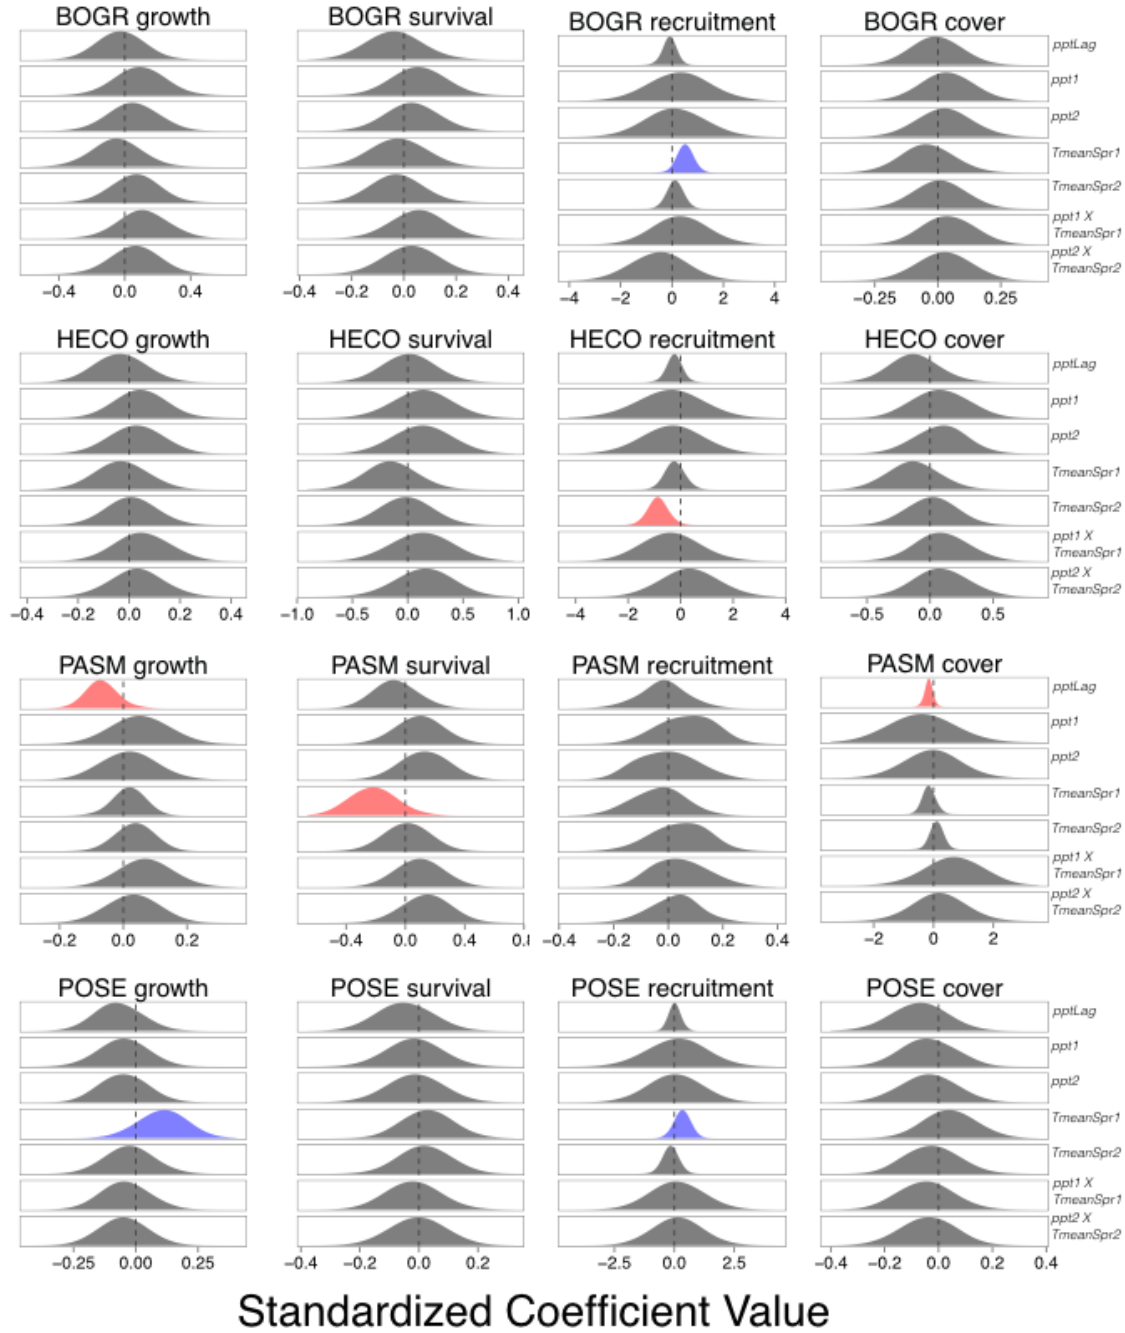 BOGR growth BOGR survival BOGR recruitment BOGR cover
pptLag
ppt1
ppt2
TmeanSpr1
TmeanSpr2
ppt1 X
TmeanSpr1
ppt2 X
TmeanSpr2
−0.4 0.0 0.4 −0.4 −0.2 0.0 0.2 0.4 −4 −2 0 2 4 −0.25 0.00 0.25
HECO growth HECO survival HECO recruitment HECO cover
pptLag
ppt1
ppt2
TmeanSpr1
TmeanSpr2
ppt1 X
TmeanSpr1
ppt2 X
TmeanSpr2
−0.4 −0.2 0.0 0.2 0.4 −1.0 −0.5 0.0 0.5 1.0 −4 −2 0 2 4 −0.5 0.0 0.5
PASM growth PASM survival PASM recruitment PASM cover
pptLag
ppt1
ppt2
TmeanSpr1
TmeanSpr2
ppt1 X
TmeanSpr1
ppt2 X
TmeanSpr2
−0.2 0.0 0.2 −0.4 0.0 0.4 −0.4 −0.2 0.0 0.2 0.4 −2 0 2
POSE growth POSE survival POSE recruitment POSE cover
pptLag
ppt1
ppt2
TmeanSpr1
TmeanSpr2
ppt1 X
TmeanSpr1
ppt2 X
TmeanSpr2
−0.25 0.00 0.25 −0.4 −0.2 0.0 0.2 −2.5 0.0 2.5 −0.4 −0.2 0.0 0.2 0.4
Standardized Coefficient Value